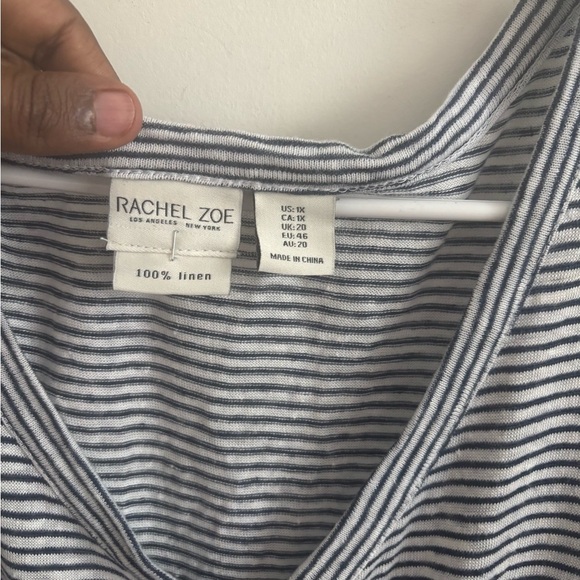 RACHEL ZOE
LOS ANGELES NEW YORK
100% linen
US: 1X
CA: 1X
UK: 20
EU: 46
AU: 20
MADE IN CHINA